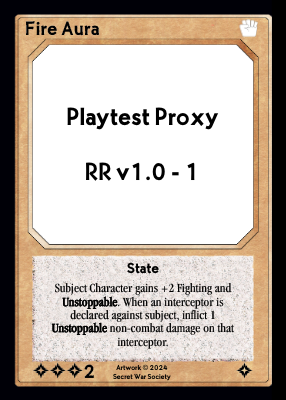 Fire Aura
Playtest Proxy
RR v1.0 - 1
State
Subject Character gains +2 Fighting and
Unstoppable. When an interceptor is
declared against subject, inflict 1
Unstoppable non-combat damage on that
interceptor.
2
Artwork © 2024
Secret War Society